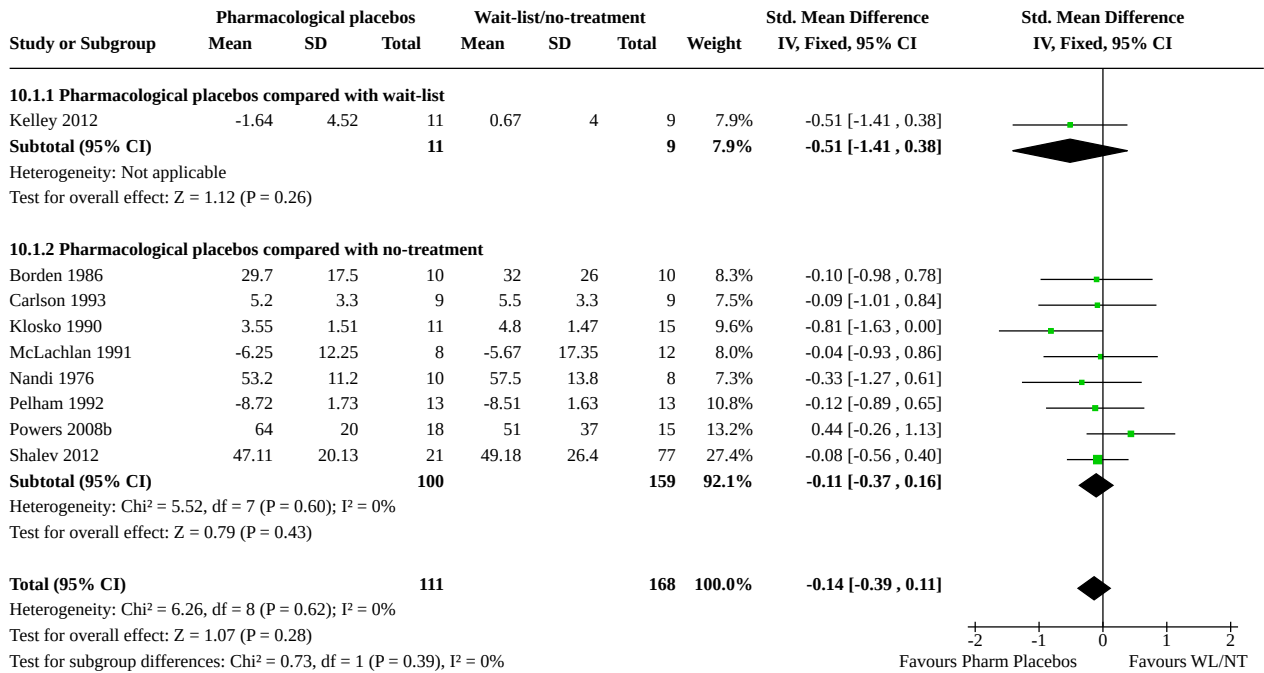 Pharmacological placebos Wait-list/no-treatment Std. Mean Difference Std. Mean Difference
Study or Subgroup Mean SD Total Mean SD Total Weight IV, Fixed, 95% CI IV, Fixed, 95% CI
10.1.1 Pharmacological placebos compared with wait-list
Kelley 2012 -1.64 4.52 11 0.67 4 9 7.9% -0.51 [-1.41 , 0.38]
Subtotal (95% CI) 11 9 7.9% -0.51 [-1.41 , 0.38]
Heterogeneity: Not applicable
Test for overall effect: Z = 1.12 (P = 0.26)
10.1.2 Pharmacological placebos compared with no-treatment
Borden 1986 29.7 17.5 10 32 26 10 8.3% -0.10 [-0.98 , 0.78]
Carlson 1993 5.2 3.3 9 5.5 3.3 9 7.5% -0.09 [-1.01 , 0.84]
Klosko 1990 3.55 1.51 11 4.8 1.47 15 9.6% -0.81 [-1.63 , 0.00]
McLachlan 1991 -6.25 12.25 8 -5.67 17.35 12 8.0% -0.04 [-0.93 , 0.86]
Nandi 1976 53.2 11.2 10 57.5 13.8 8 7.3% -0.33 [-1.27 , 0.61]
Pelham 1992 -8.72 1.73 13 -8.51 1.63 13 10.8% -0.12 [-0.89 , 0.65]
Powers 2008b 64 20 18 51 37 15 13.2% 0.44 [-0.26 , 1.13]
Shalev 2012 47.11 20.13 21 49.18 26.4 77 27.4% -0.08 [-0.56 , 0.40]
Subtotal (95% CI) 100 159 92.1% -0.11 [-0.37 , 0.16]
Heterogeneity: Chi² = 5.52, df = 7 (P = 0.60); I² = 0%
Test for overall effect: Z = 0.79 (P = 0.43)
Total (95% CI) 111 168 100.0% -0.14 [-0.39 , 0.11]
Heterogeneity: Chi² = 6.26, df = 8 (P = 0.62); I² = 0%
Test for overall effect: Z = 1.07 (P = 0.28)
Test for subgroup differences: Chi² = 0.73, df = 1 (P = 0.39), I² = 0%
-2 -1 0 1 2
Favours Pharm Placebos Favours WL/NT